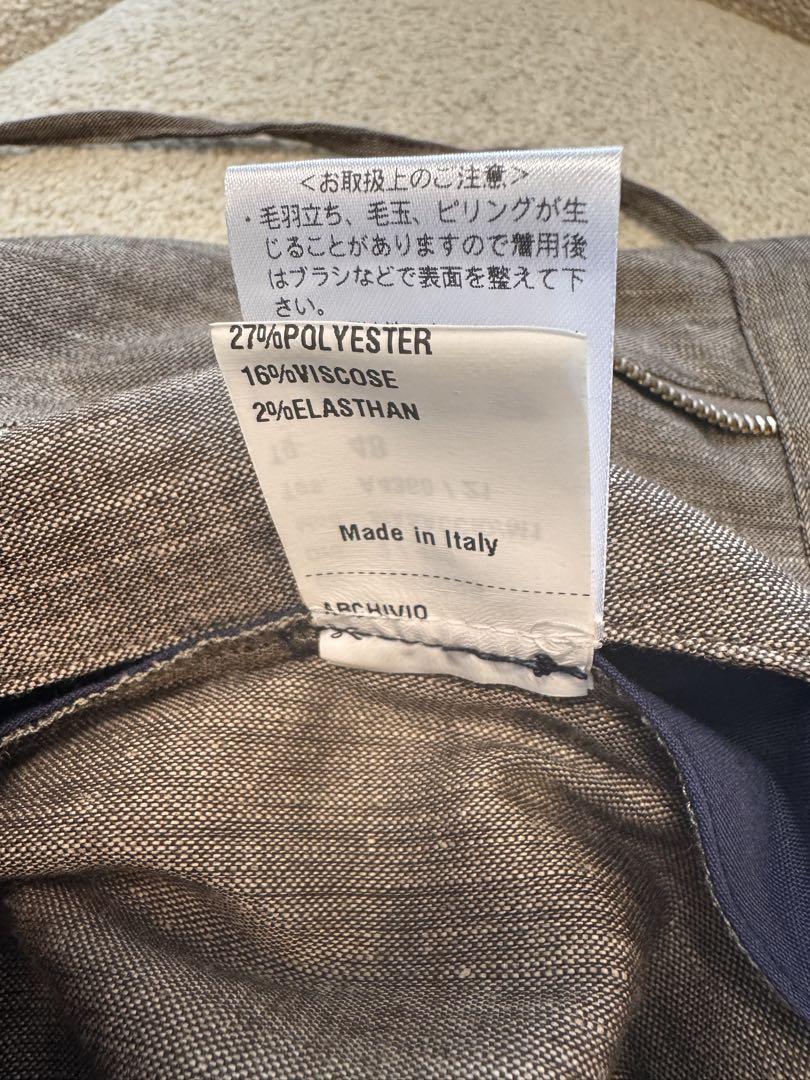 <お取扱上のご注意>
・毛羽立ち、毛玉、ピリングが生
じることがありますので着用後
はブラシなどで表面を整えて下
さい。
27%POLYESTER
16%VISCOSE
2%ELASTHAN
Made in Italy
ARCHIVIO